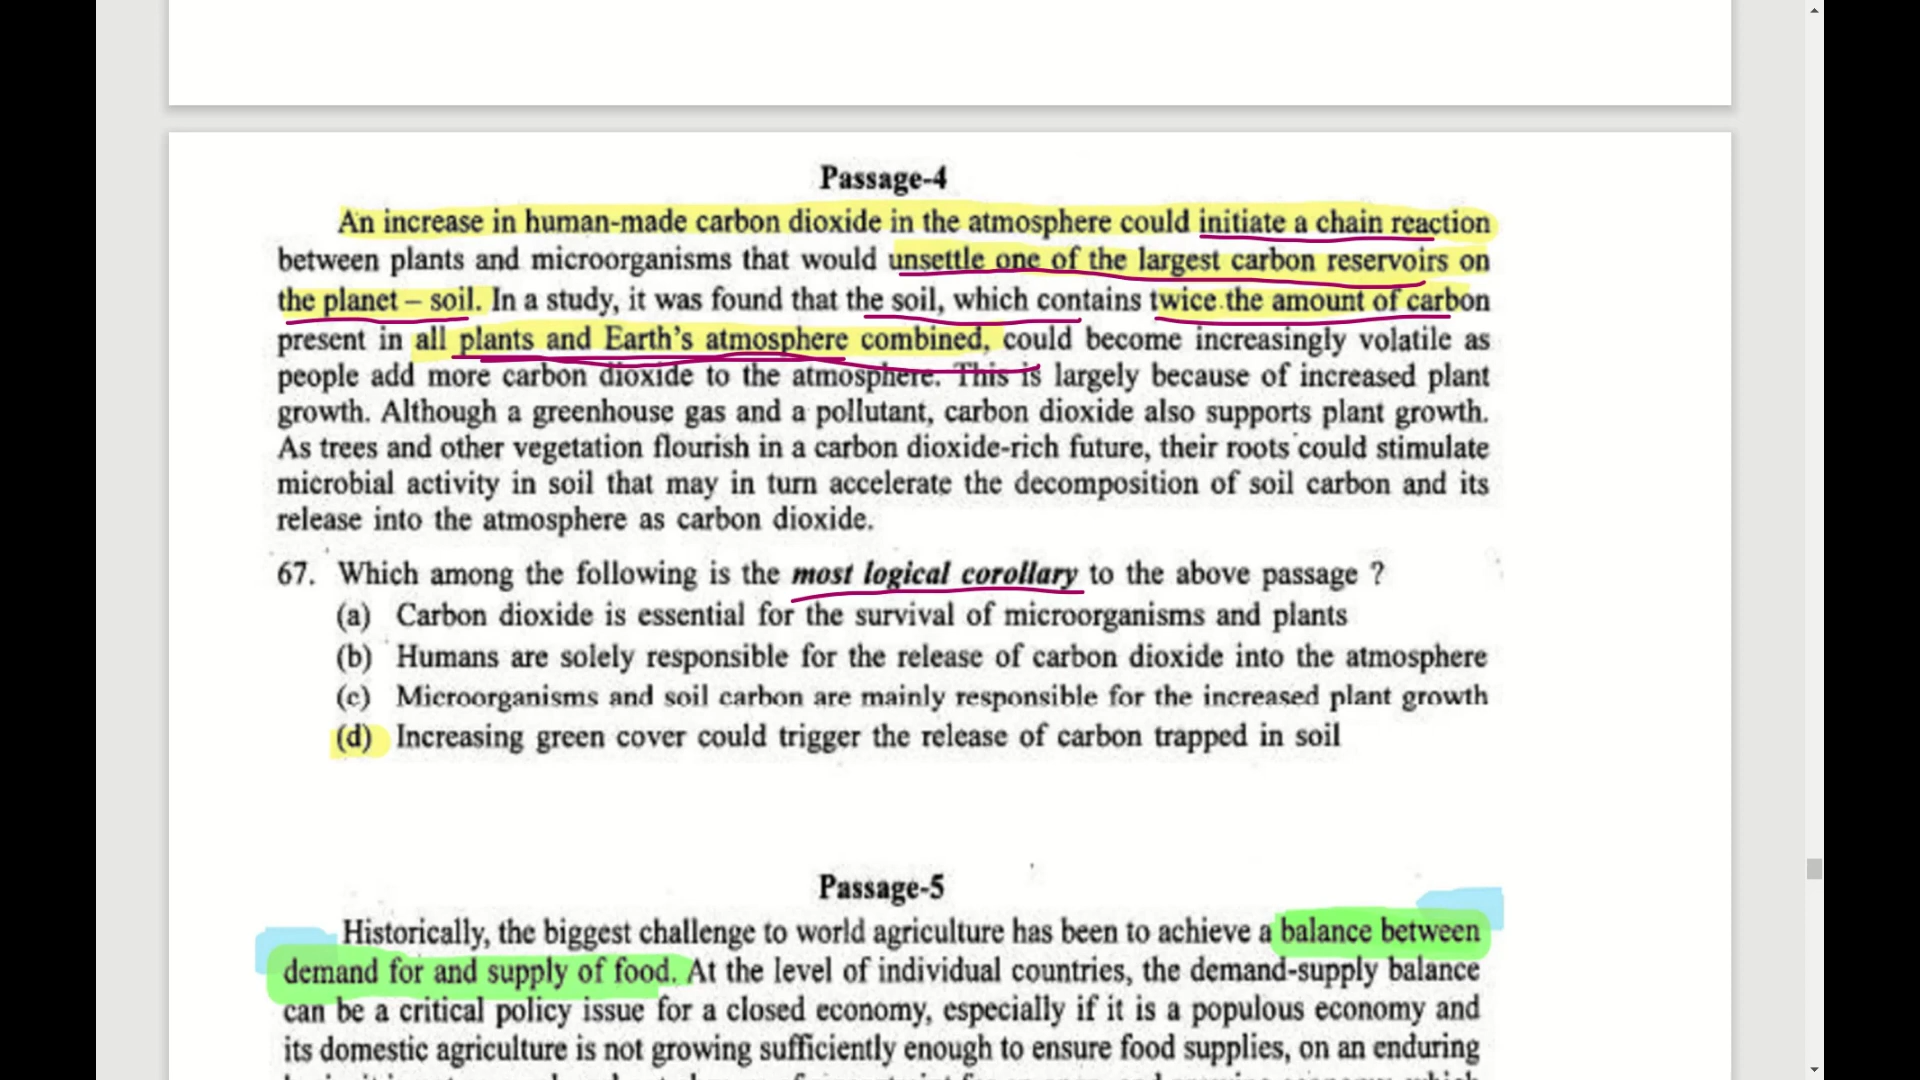 Passage-4
An increase in human-made carbon dioxide in the atmosphere could initiate a chain reaction
between plants and microorganisms that would unsettle one of the largest carbon reservoirs on
the planet – soil. In a study, it was found that the soil, which contains twice the amount of carbon
present in all plants and Earth's atmosphere combined, could become increasingly volatile as
people add more carbon dioxide to the atmosphere. This is largely because of increased plant
growth. Although a greenhouse gas and a pollutant, carbon dioxide also supports plant growth.
As trees and other vegetation flourish in a carbon dioxide-rich future, their roots could stimulate
microbial activity in soil that may in turn accelerate the decomposition of soil carbon and its
release into the atmosphere as carbon dioxide.
67. Which among the following is the most logical corollary to the above passage ?
(a) Carbon dioxide is essential for the survival of microorganisms and plants
(b) Humans are solely responsible for the release of carbon dioxide into the atmosphere
(c) Microorganisms and soil carbon are mainly responsible for the increased plant growth
(d) Increasing green cover could trigger the release of carbon trapped in soil
Passage-5
Historically, the biggest challenge to world agriculture has been to achieve a balance between
demand for and supply of food. At the level of individual countries, the demand-supply balance
can be a critical policy issue for a closed economy, especially if it is a populous economy and
its domestic agriculture is not growing sufficiently enough to ensure food supplies, on an enduring